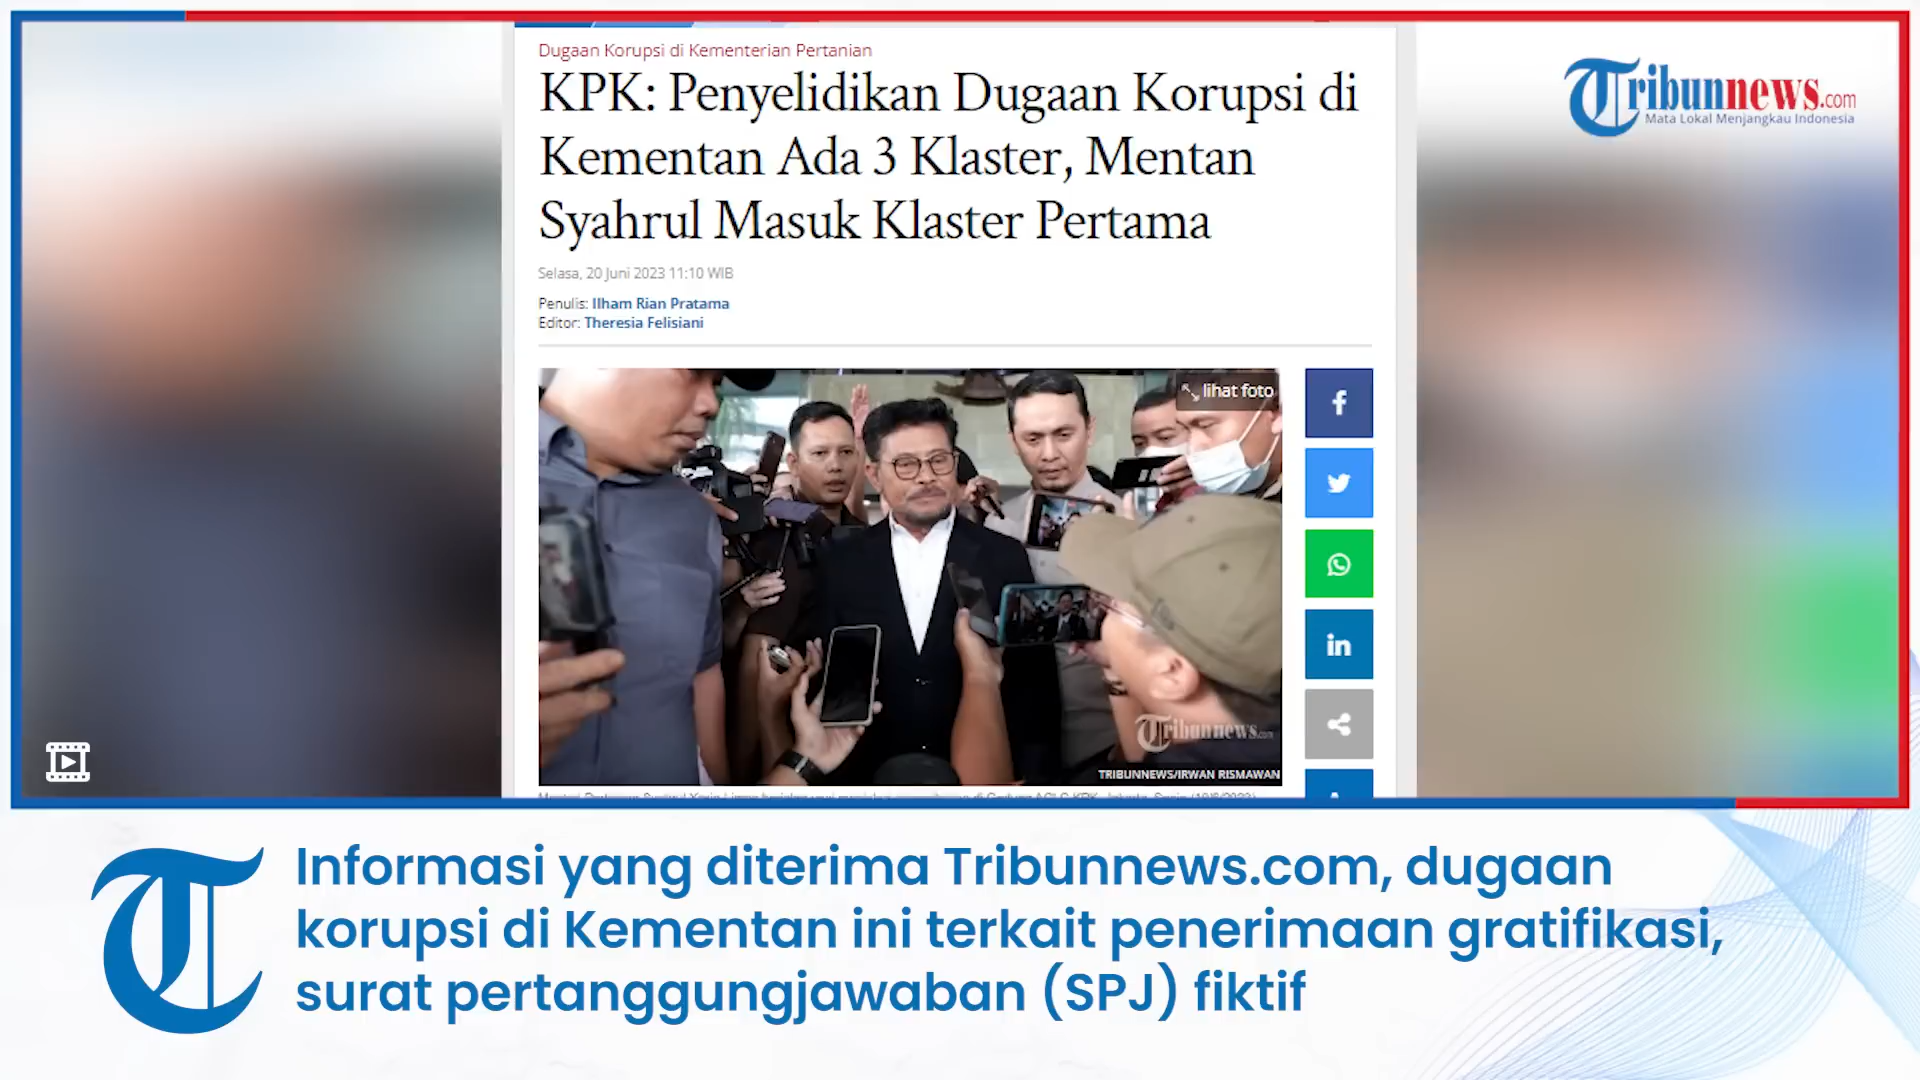 Dugaan Korupsi di Kementerian Pertanian
KPK: Penyelidikan Dugaan Korupsi di
Kementan Ada 3 Klaster, Mentan
Syahrul Masuk Klaster Pertama
Selasa, 20 Juni 2023 11:10 WIB
Penulis: Ilham Rian Pratama
Editor: Theresia Felisiani
Tribunnews.com
Mata Lokal Menjangkau Indonesia
lihat foto
f
in
Tribunnews.com
TRIBUNNEWS/IRWAN RISMAWAN
T
Informasi yang diterima Tribunnews.com, dugaan
korupsi di Kementan ini terkait penerimaan gratifikasi,
surat pertanggungjawaban (SPJ) fiktif